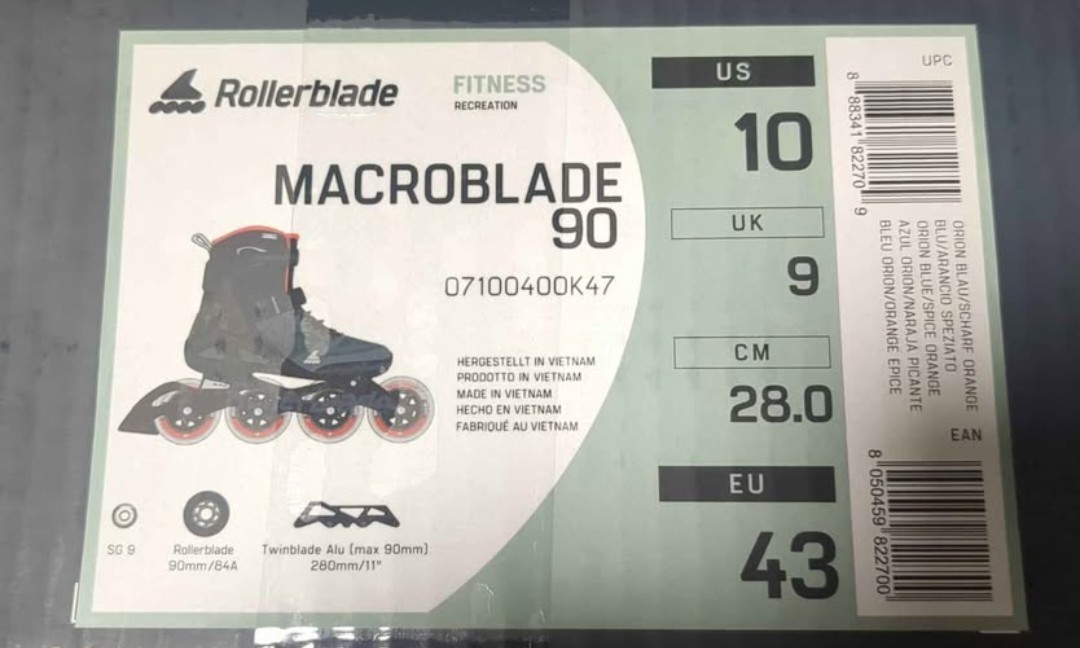 Rollerblade
FITNESS
RECREATION
MACROBLADE
90
07100400K47
HERGESTELLT IN VIETNAM
PRODOTTO IN VIETNAM
MADE IN VIETNAM
HECHO EN VIETNAM
FABRIQUÉ AU VIETNAM
SG 9
Rollerblade
90mm/84A
Twinblade Alu (max 90mm)
280mm/11"
US
10
UK
9
CM
28.0
EU
43
UPC
8 88341 82270 9
ORION BLAU/SCHARF ORANGE
BLU/ARANCIO SPEZIATO
ORION BLUE/SPICE ORANGE
AZUL ORION/NARAJA PICANTE
BLEU ORION/ORANGE EPICE
EAN
8 050459 822700